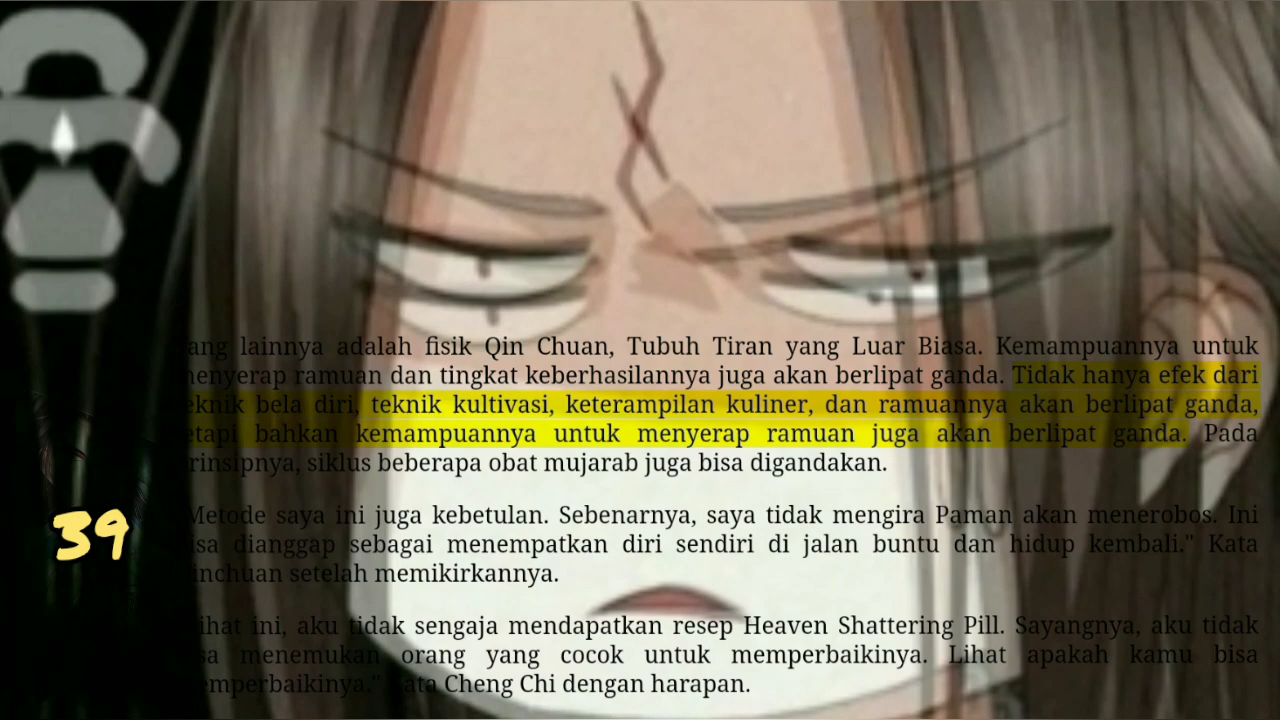 ang lainnya adalah fisik Qin Chuan, Tubuh Tiran yang Luar Biasa. Kemampuannya untuk
enyerap ramuan dan tingkat keberhasilannya juga akan berlipat ganda. Tidak hanya efek dari
eknik bela diri, teknik kultivasi, keterampilan kuliner, dan ramuannya akan berlipat ganda,
etapi bahkan kemampuannya untuk menyerap ramuan juga akan berlipat ganda. Pada
rinsipnya, siklus beberapa obat mujarab juga bisa digandakan.
39
Metode saya ini juga kebetulan. Sebenarnya, saya tidak mengira Paman akan menerobos. Ini
isa dianggap sebagai menempatkan diri sendiri di jalan buntu dan hidup kembali." Kata
inchuan setelah memikirkannya.
ihat ini, aku tidak sengaja mendapatkan resep Heaven Shattering Pill. Sayangnya, aku tidak
sa menemukan orang yang cocok untuk memperbaikinya. Lihat apakah kamu bisa
emperbaikinya." Kata Cheng Chi dengan harapan.